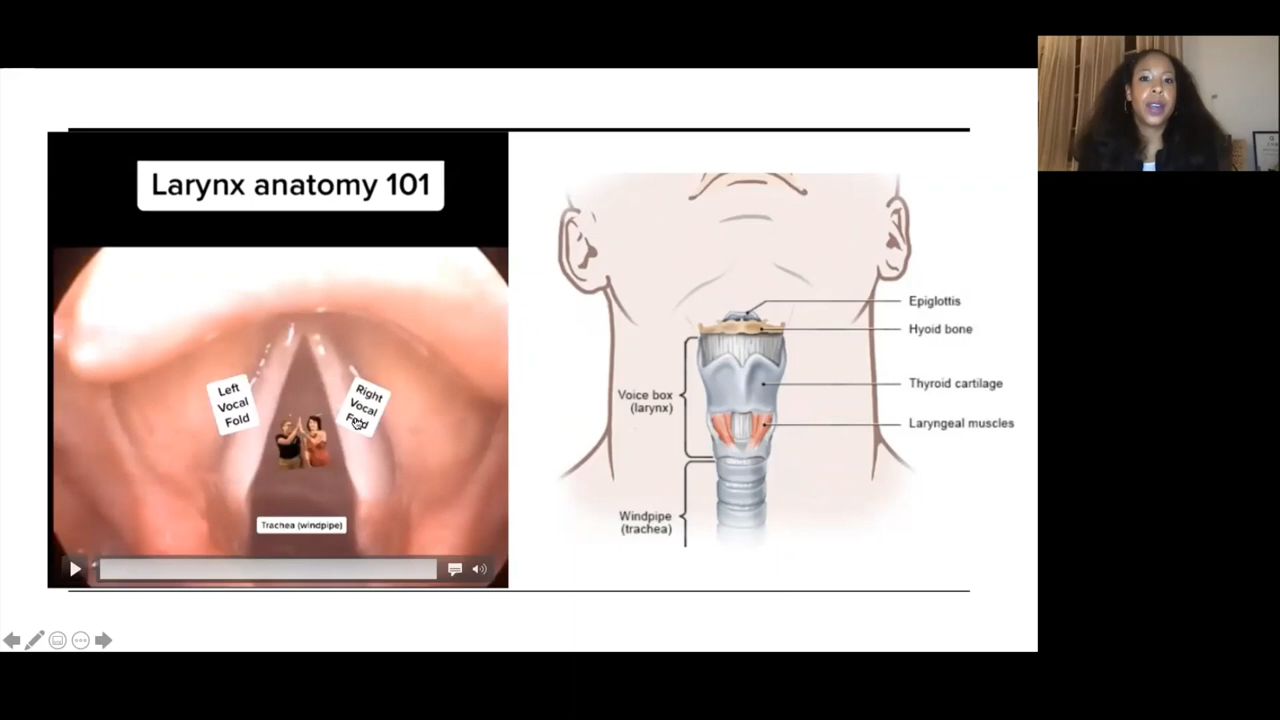 Larynx anatomy 101
Left
Vocal
Fold
Right
Vocal
Fold
Trachea (windpipe)
Epiglottis
Hyoid bone
Thyroid cartilage
Voice box
(larynx)
Laryngeal muscles
Windpipe
(trachea)